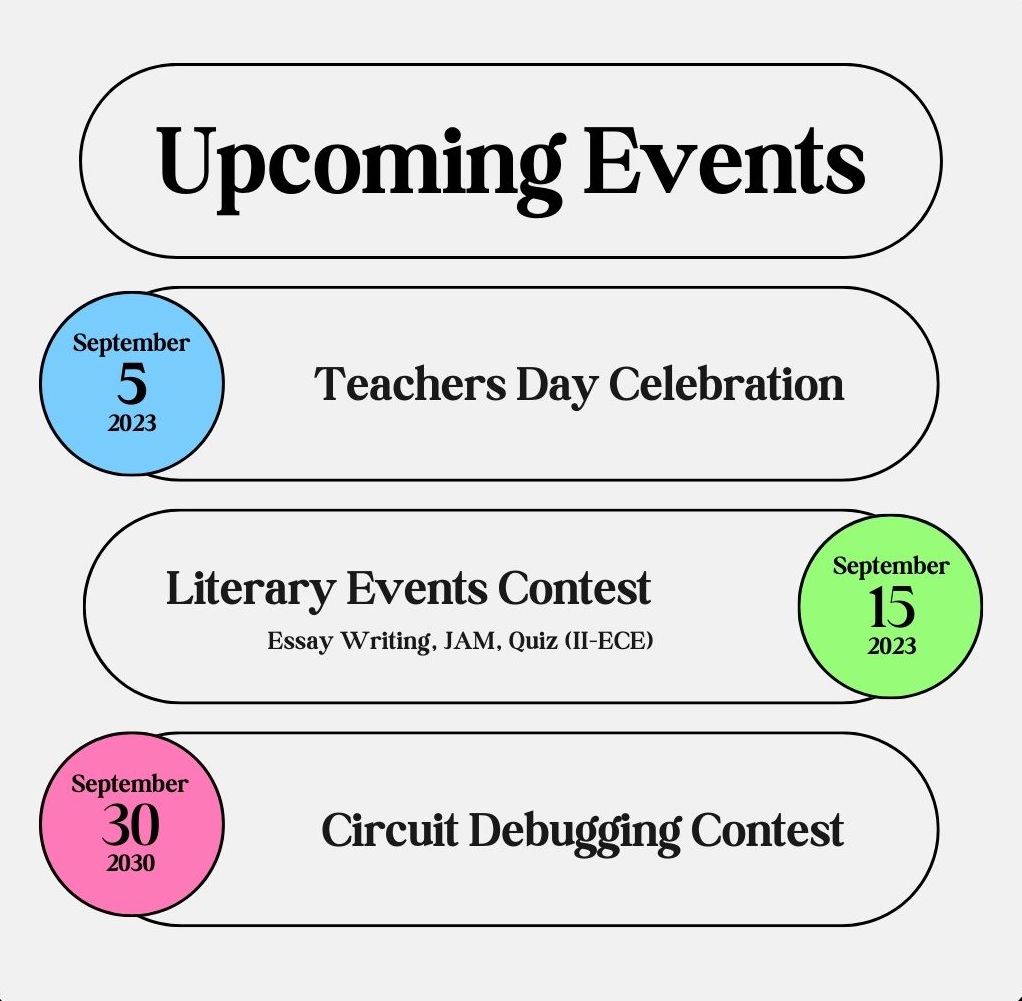 Upcoming Events
September
5
2023
Teachers Day Celebration
Literary Events Contest
Essay Writing, JAM, Quiz (II-ECE)
September
15
2023
September
30
2030
Circuit Debugging Contest